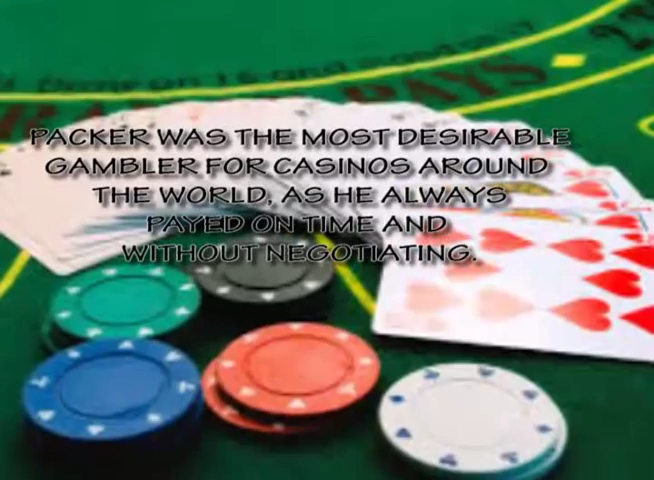 PACKER WAS THE MOST DESIRABLE
GAMBLER FOR CASINOS AROUND
THE WORLD, AS HE ALWAYS
PAYED ON TIME AND
WITHOUT NEGOTIATING.
PAYS